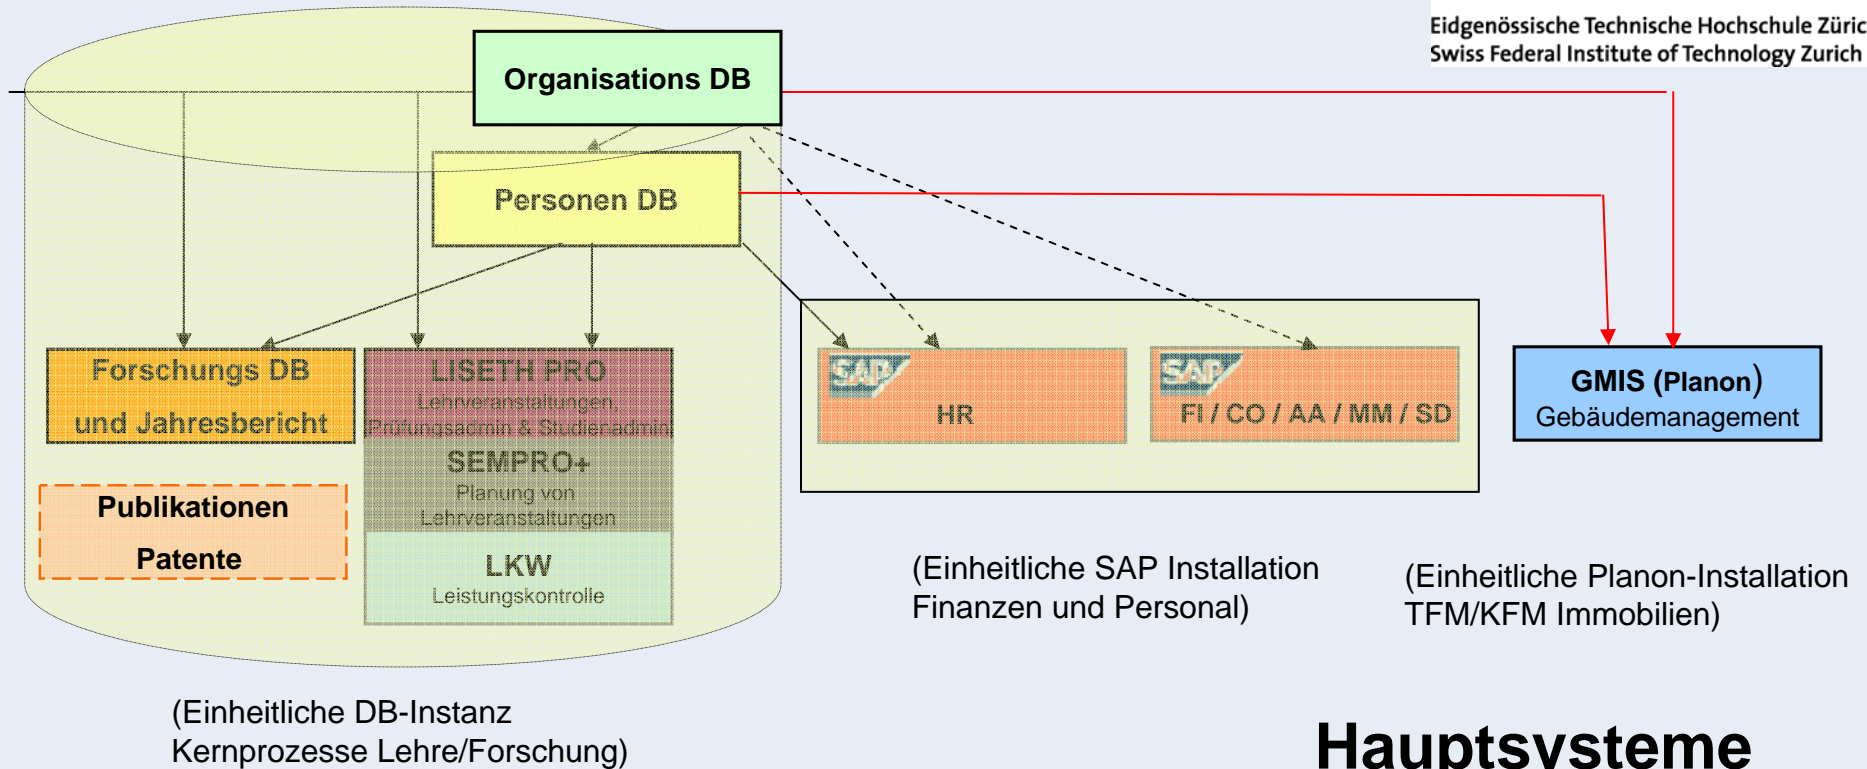 Eidgenössische Technische Hochschule Züric
Swiss Federal Institute of Technology Zurich
Organisations DB
Personen DB
Forschungs DB
und Jahresbericht
LISETH PRO
Lehrveranstaltungen,
Prüfungsadmin & Studienadmin
SEMPRO+
Planung von
Lehrveranstaltungen
LKW
Leistungskontrolle
Publikationen
Patente
SAP
HR
SAP
FI / CO / AA / MM / SD
GMIS (Planon)
Gebäudemanagement
(Einheitliche SAP Installation
Finanzen und Personal)
(Einheitliche Planon-Installation
TFM/KFM Immobilien)
(Einheitliche DB-Instanz
Kernprozesse Lehre/Forschung)
Hauptsysteme